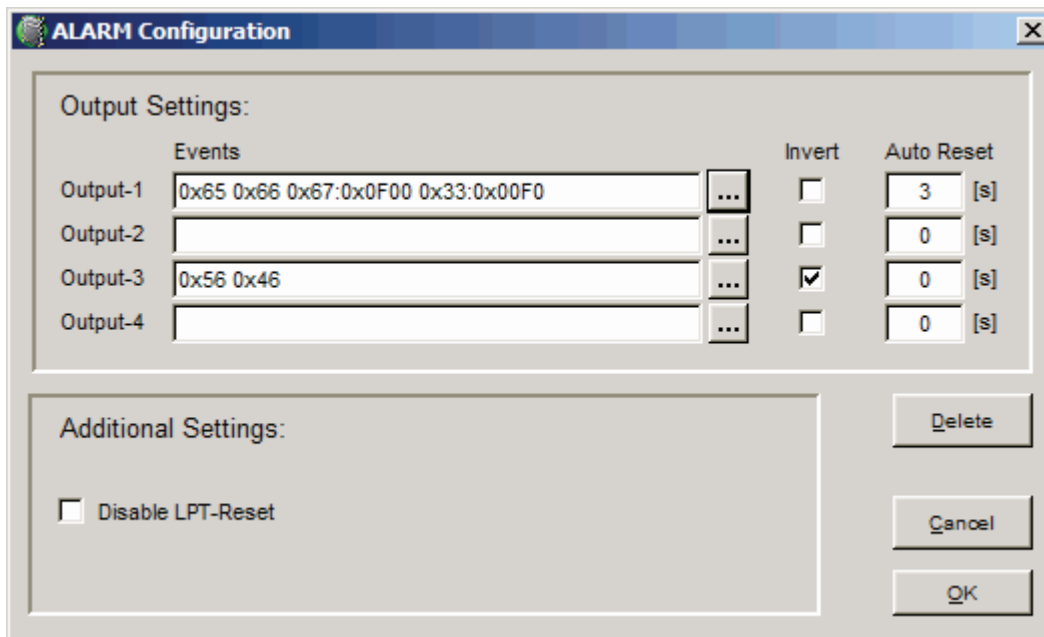 ALARM Configuration
Output Settings:
Events Invert Auto Reset
Output-1 0x65 0x66 0x67:0x0F00 0x33:0x00F0 ... 3 [s]
Output-2 ... 0 [s]
Output-3 0x56 0x46 ... 0 [s]
Output-4 ... 0 [s]
Additional Settings:
Delete
Disable LPT-Reset
Cancel
OK